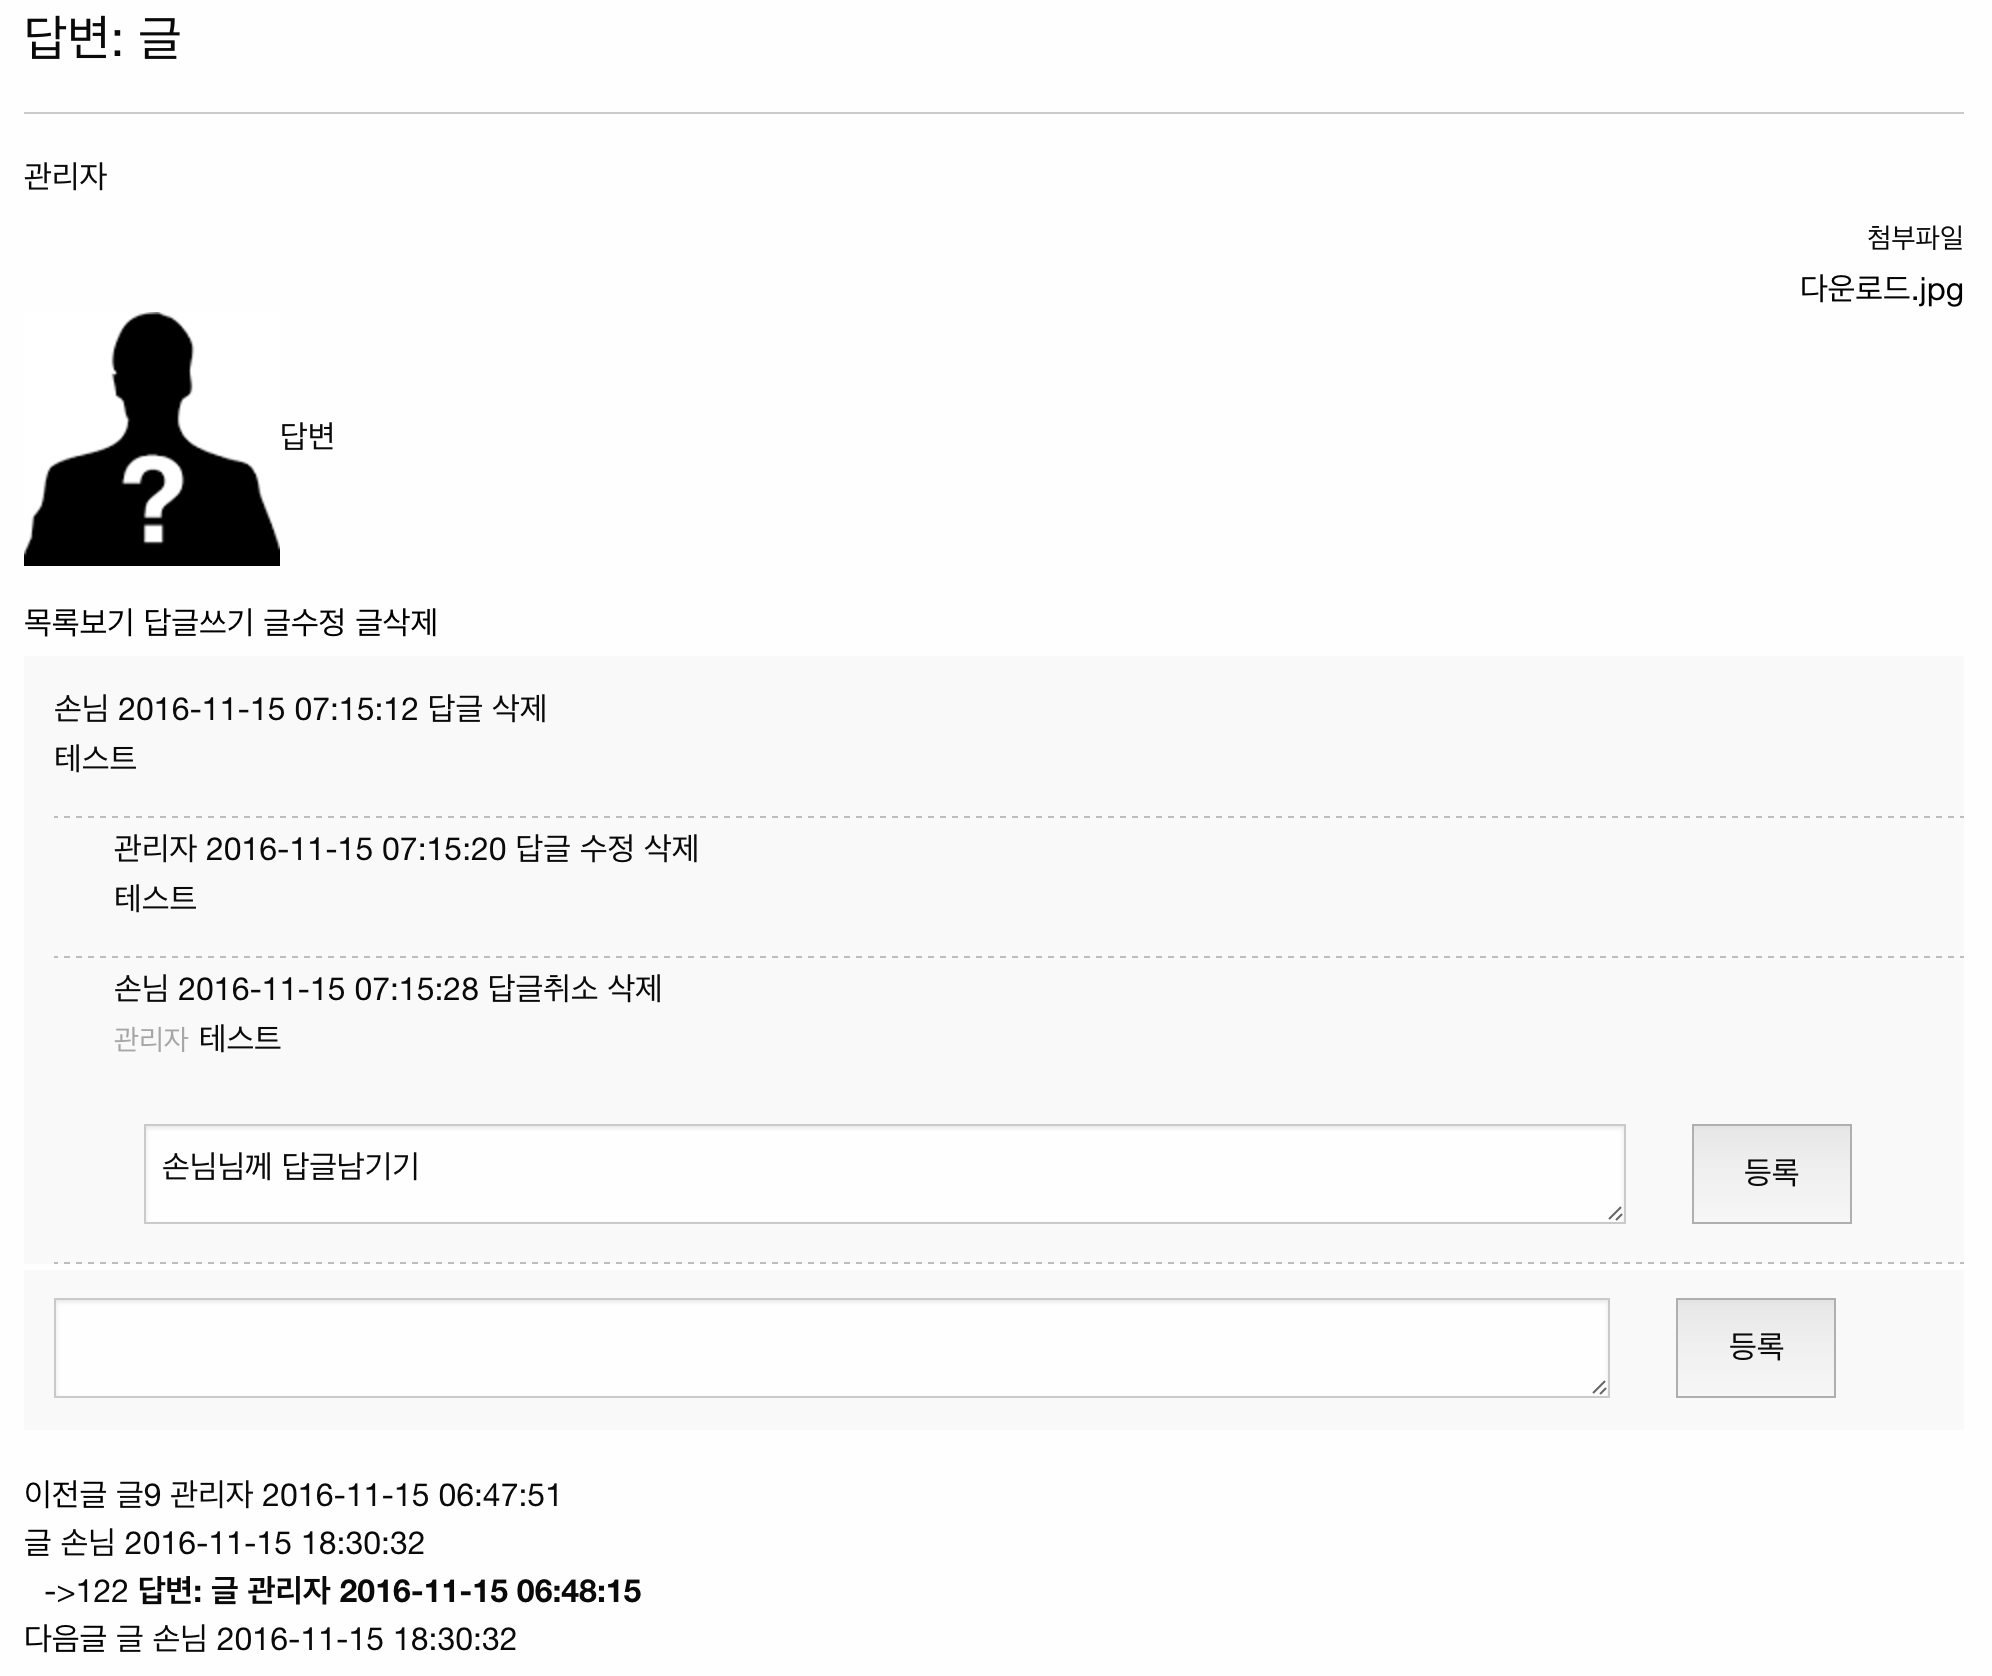 답변: 글
관리자
첨부파일
다운로드.jpg
?
답변
목록보기 답글쓰기 글수정 글삭제
손님 2016-11-15 07:15:12 답글 삭제
테스트
관리자 2016-11-15 07:15:20 답글 수정 삭제
테스트
손님 2016-11-15 07:15:28 답글취소 삭제
관리자 테스트
손님님께 답글남기기
등록
등록
이전글 글9 관리자 2016-11-15 06:47:51
글 손님 2016-11-15 18:30:32
->122 답변: 글 관리자 2016-11-15 06:48:15
다음글 글 손님 2016-11-15 18:30:32